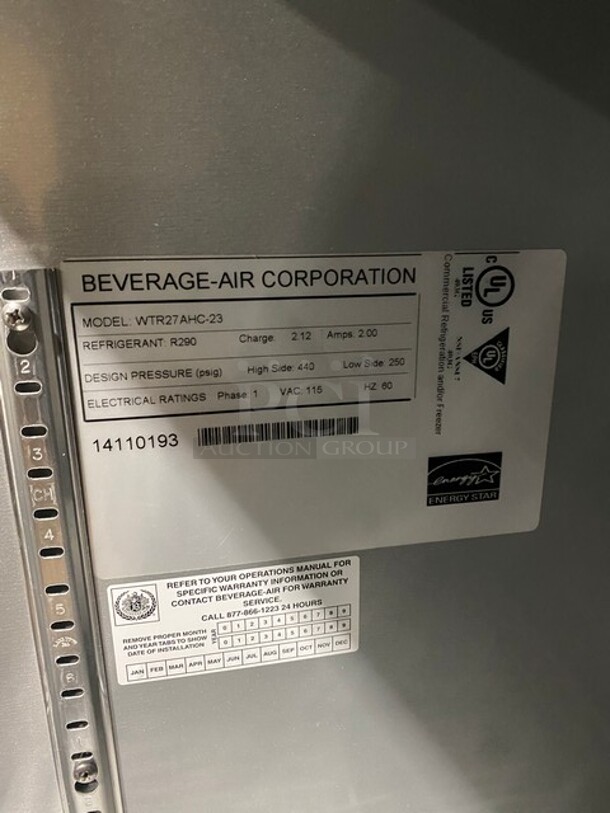 BEVERAGE-AIR CORPORATION
MODEL: WTR27AHC-23
REFRIGERANT: R290 Charge: 2.12 Amps: 2.00
DESIGN PRESSURE (psig) High Side: 440 Low Side: 250
ELECTRICAL RATINGS Phase: 1 VAC: 115 HZ: 60
14110193
C UL US
LISTED
Commercial Refrigeration and/or Freezer
UL
energy
ENERGY STAR
PCI
AUCTION GROUP
REFER TO YOUR OPERATIONS MANUAL FOR
SPECIFIC WARRANTY INFORMATION OR
CONTACT BEVERAGE-AIR FOR WARRANTY
SERVICE.
CALL 877-866-1223 24 HOURS
REMOVE PROPER MONTH
AND YEAR TABS TO SHOW
DATE OF INSTALLATION
YEAR
0 1 2 3 4 5 6 7 8 9
0 1 2 3 4 5 6 7 8 9
JAN FEB MAR APR MAY JUN JUL AUG SEP OCT NOV DEC
2
3
CH
4
5
6